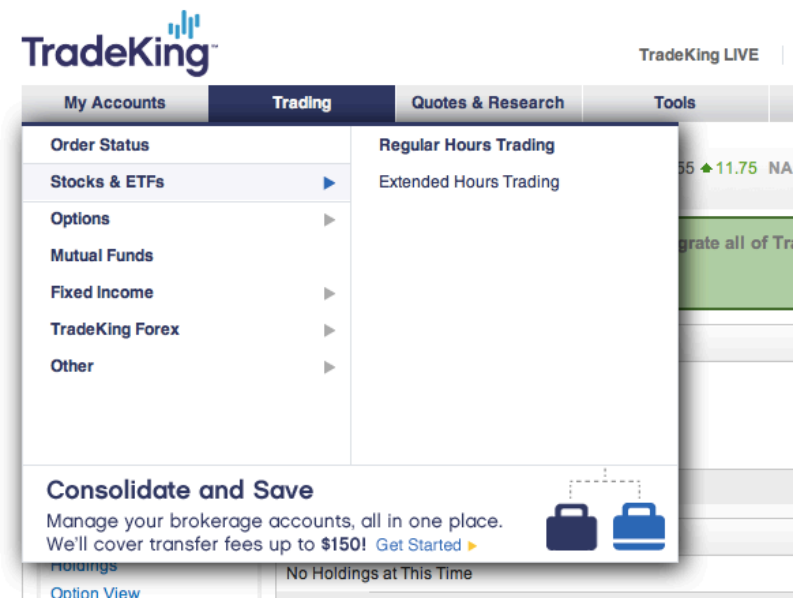 TradeKing™
TradeKing LIVE
My Accounts
Trading
Quotes & Research
Tools
Order Status
Stocks & ETFs
Options
Mutual Funds
Fixed Income
TradeKing Forex
Other
Regular Hours Trading
Extended Hours Trading
55 11.75 NA
grate all of Tra
Consolidate and Save
Manage your brokerage accounts, all in one place.
We'll cover transfer fees up to $150! Get Started
Holdings
No Holdings at This Time
Option View